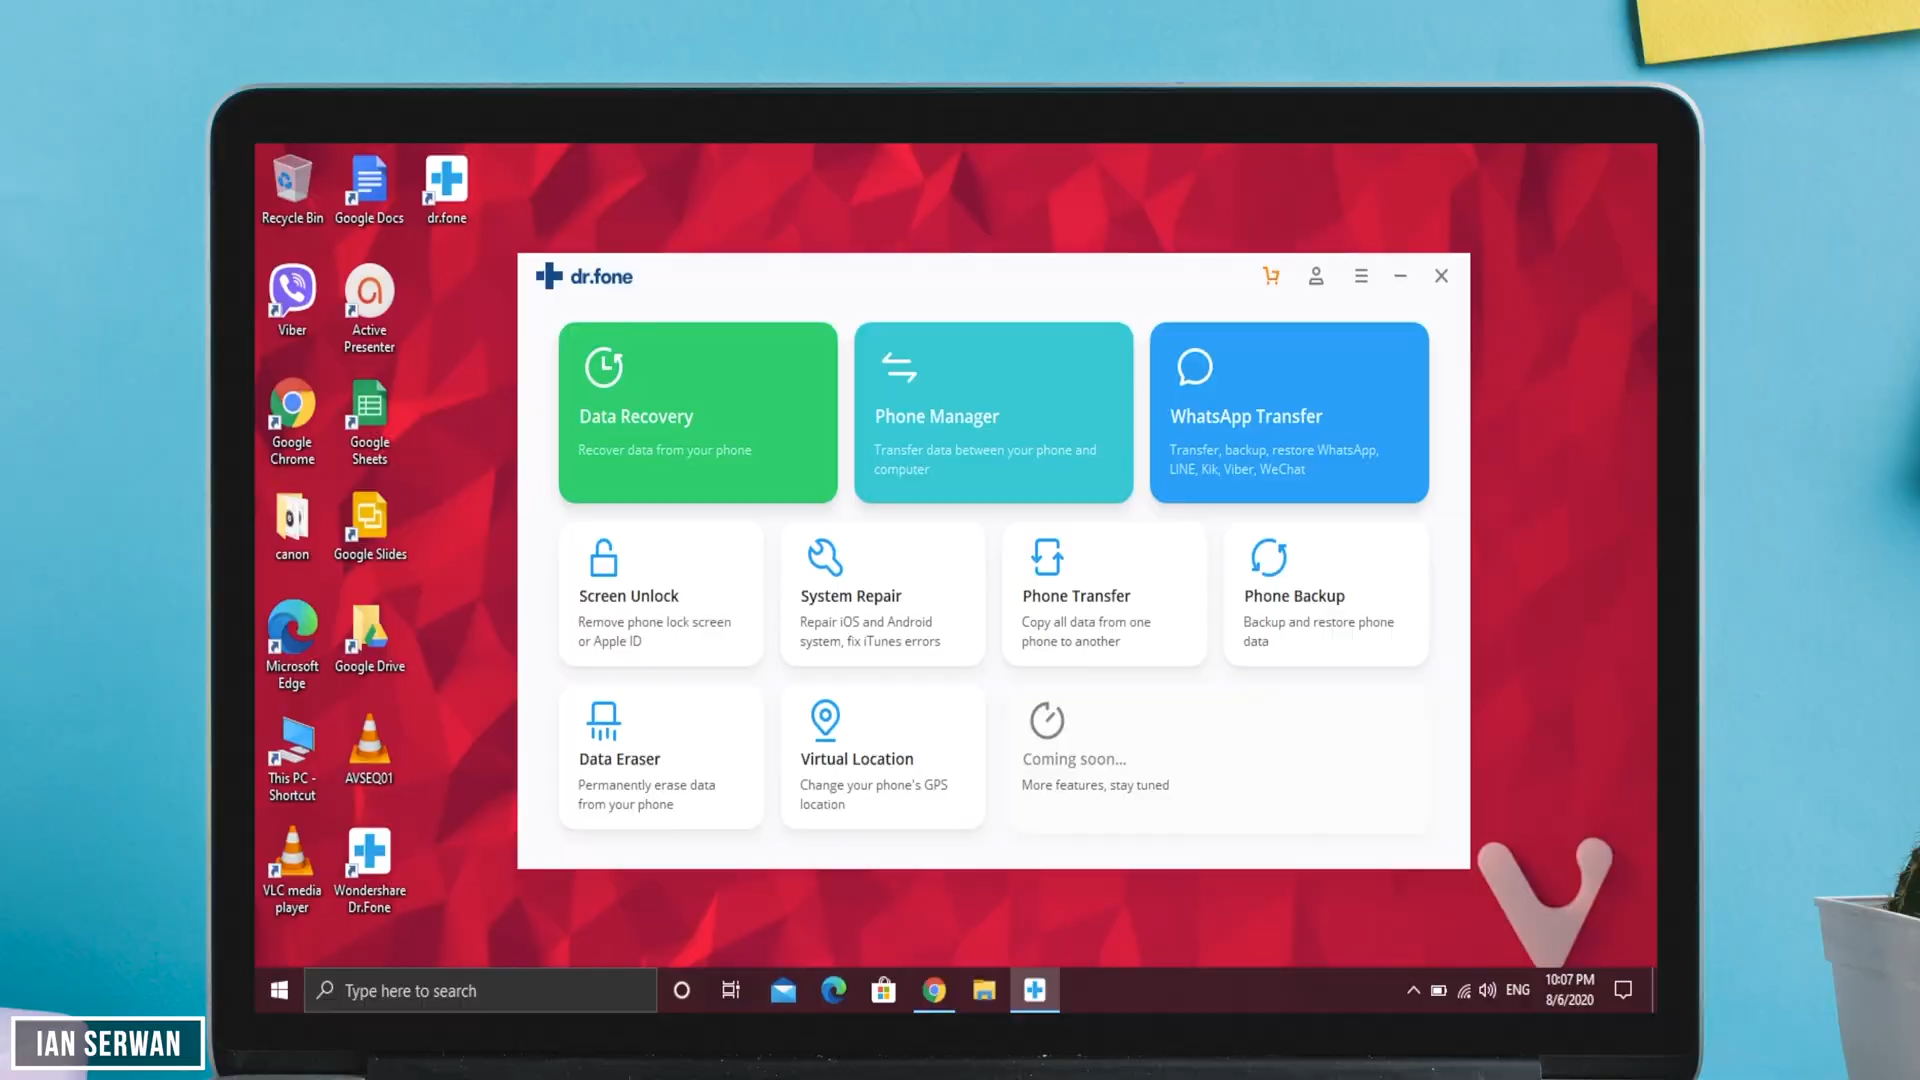 Recycle Bin
Google Docs
dr.fone
Viber
Active
Presenter
Google
Chrome
Google
Sheets
canon
Google Slides
Microsoft
Edge
Google Drive
This PC -
Shortcut
AVSEQ01
VLC media
player
Wondershare
Dr.Fone
dr.fone
Data Recovery
Recover data from your phone
Phone Manager
Transfer data between your phone and
computer
WhatsApp Transfer
Transfer, backup, restore WhatsApp,
LINE, Kik, Viber, WeChat
Screen Unlock
Remove phone lock screen
or Apple ID
System Repair
Repair iOS and Android
system, fix iTunes errors
Phone Transfer
Copy all data from one
phone to another
Phone Backup
Backup and restore phone
data
Data Eraser
Permanently erase data
from your phone
Virtual Location
Change your phone's GPS
location
Coming soon...
More features, stay tuned
Type here to search
ENG
10:07 PM
8/6/2020
IAN SERWAN